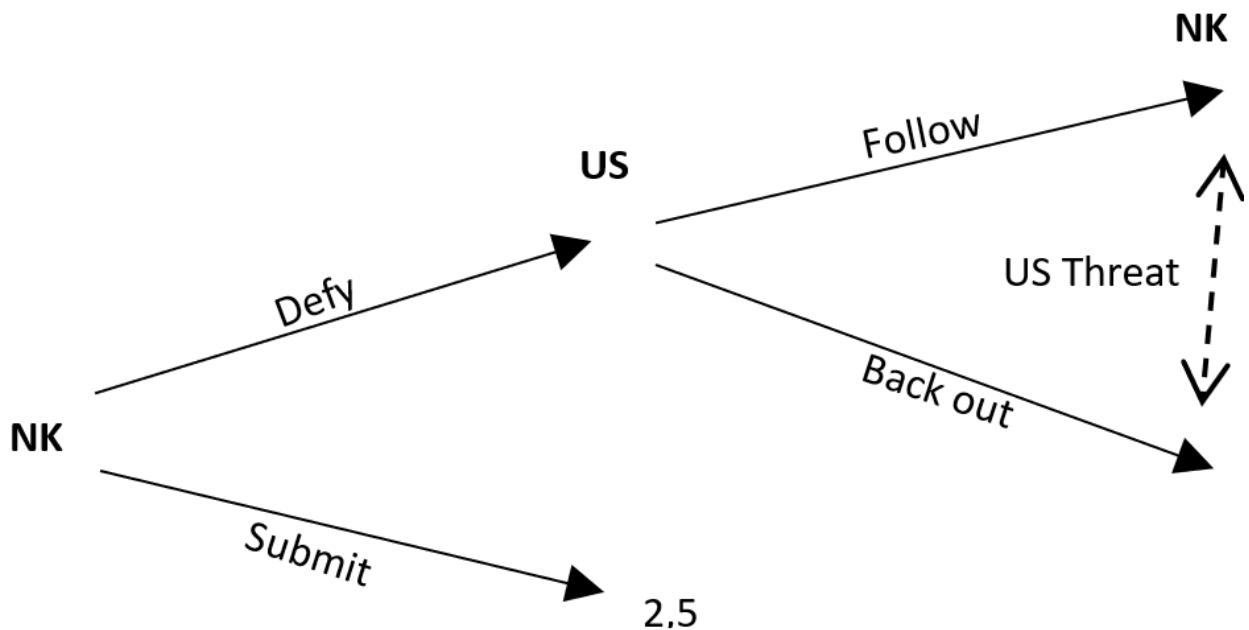 NK
Follow
US
US Threat
Defy
Back out
NK
Submit
2,5